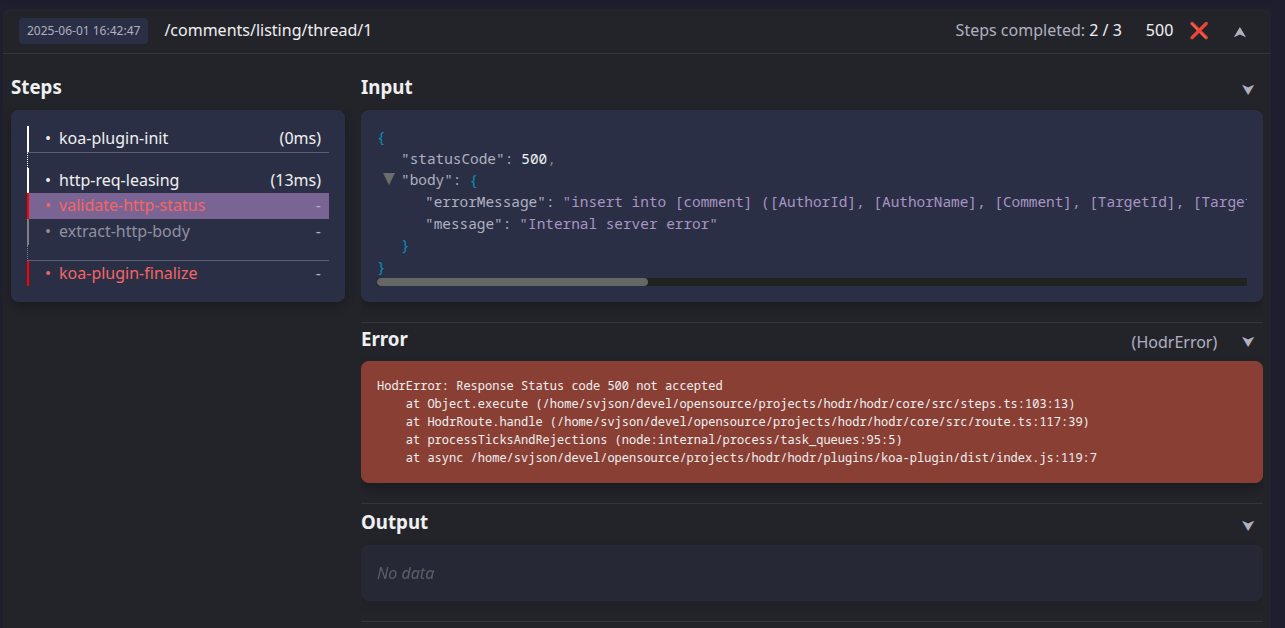 2025-06-01 16:42:47 /comments/listing/thread/1 Steps completed: 2 / 3 500
Steps
• koa-plugin-init (0ms)
• http-req-leasing (13ms)
• validate-http-status -
• extract-http-body -
• koa-plugin-finalize -
Input
{
"statusCode": 500,
"body": {
"errorMessage": "insert into [comment] ([AuthorId], [AuthorName], [Comment], [TargetId], [Targe
"message": "Internal server error"
}
}
Error (HodrError)
HodrError: Response Status code 500 not accepted
at Object.execute (/home/svjson/devel/opensource/projects/hodr/hodr/core/src/steps.ts:103:13)
at HodrRoute.handle (/home/svjson/devel/opensource/projects/hodr/hodr/core/src/route.ts:117:39)
at processTicksAndRejections (node:internal/process/task_queues:95:5)
at async /home/svjson/devel/opensource/projects/hodr/hodr/plugins/koa-plugin/dist/index.js:119:7
Output
No data